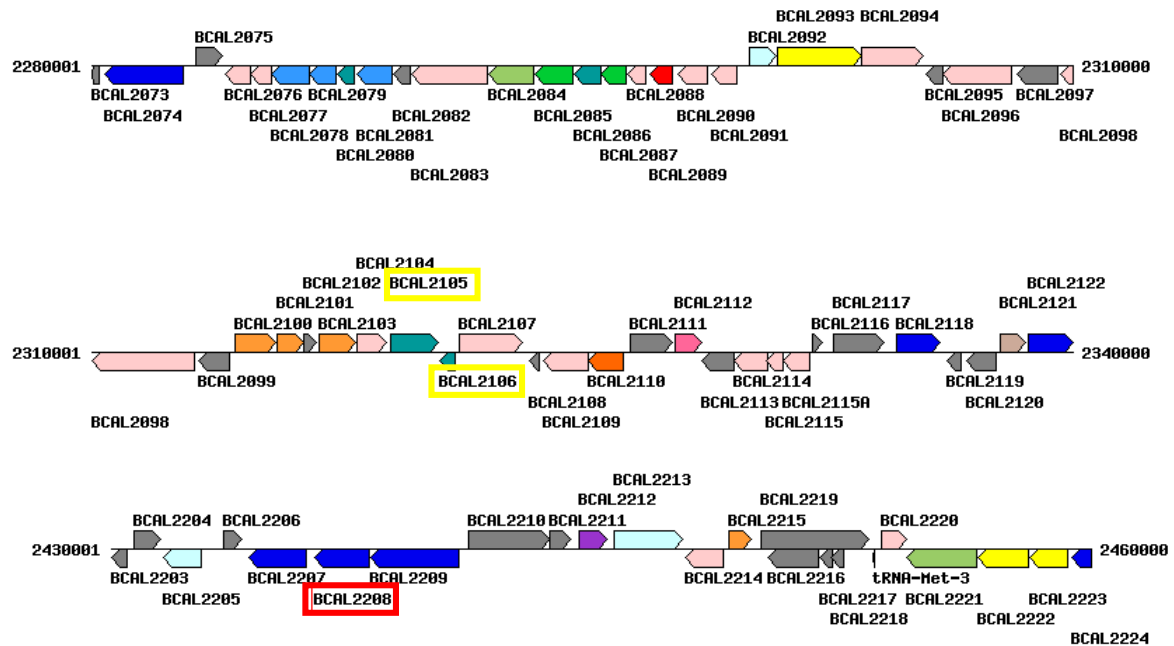 BCAL2093 BCAL2094
BCAL2075 BCAL2092
2280001 2310000
BCAL2073 BCAL2076 BCAL2079 BCAL2082 BCAL2084 BCAL2088 BCAL2095 BCAL2097
BCAL2074 BCAL2077 BCAL2081 BCAL2085 BCAL2090 BCAL2096
BCAL2078 BCAL2086 BCAL2091 BCAL2098
BCAL2080 BCAL2087
BCAL2083 BCAL2089
BCAL2104
BCAL2102 BCAL2105 BCAL2122
BCAL2101 BCAL2112 BCAL2117 BCAL2121
BCAL2100 BCAL2103 BCAL2107 BCAL2111 BCAL2116 BCAL2118
2310001 2340000
BCAL2099 BCAL2106 BCAL2110 BCAL2114 BCAL2119
BCAL2108 BCAL2113 BCAL2115A BCAL2120
BCAL2098 BCAL2109 BCAL2115
BCAL2213
BCAL2212 BCAL2219
BCAL2204 BCAL2206 BCAL2210 BCAL2211 BCAL2215 BCAL2220
2430001 2460000
BCAL2203 BCAL2207 BCAL2209 BCAL2214 BCAL2216 tRNA-Met-3
BCAL2205 BCAL2208 BCAL2217 BCAL2221 BCAL2223
BCAL2218 BCAL2222
BCAL2224